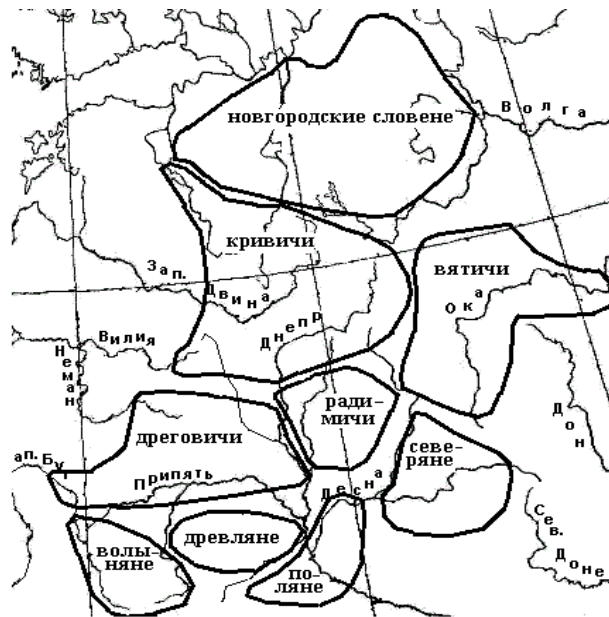 Волга
новгородские словене
кривичи
вятичи
Зап.
Двина
Ока
Днепр
Вилия
Неман
ради-
мичи
Дон
дреговичи
севе-
ряне
ап. Бу
Припять
Десна
Сев.
Доне
древляне
волы-
няне
по-
ляне